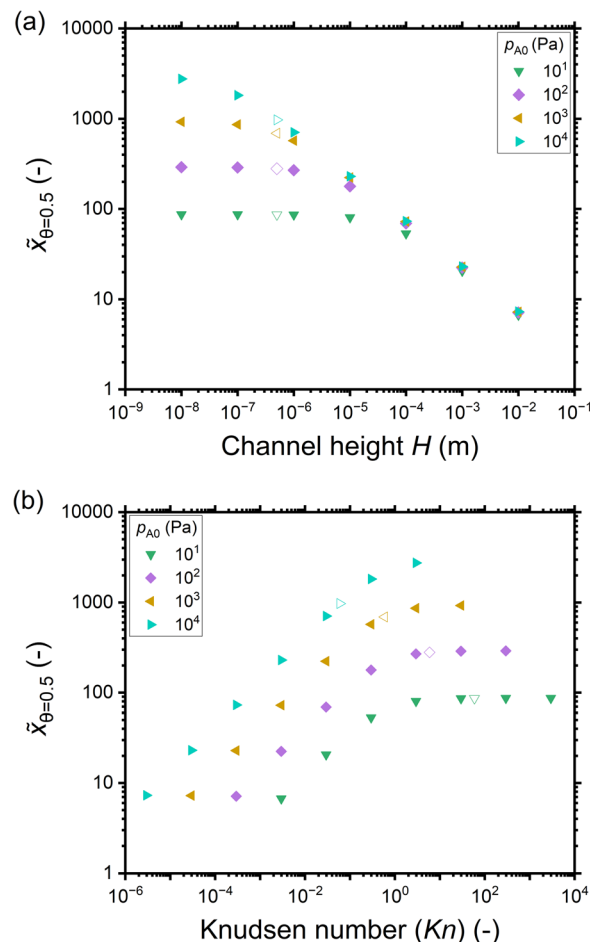 (a)
10000
1000
100
10
1
x̃θ=0.5 (-)
pA0 (Pa)
10¹
10²
10³
10⁴
10⁻⁹ 10⁻⁸ 10⁻⁷ 10⁻⁶ 10⁻⁵ 10⁻⁴ 10⁻³ 10⁻² 10⁻¹
Channel height H (m)
(b)
10000
1000
100
10
1
x̃θ=0.5 (-)
pA0 (Pa)
10¹
10²
10³
10⁴
10⁻⁶ 10⁻⁴ 10⁻² 10⁰ 10² 10⁴
Knudsen number (Kn) (-)